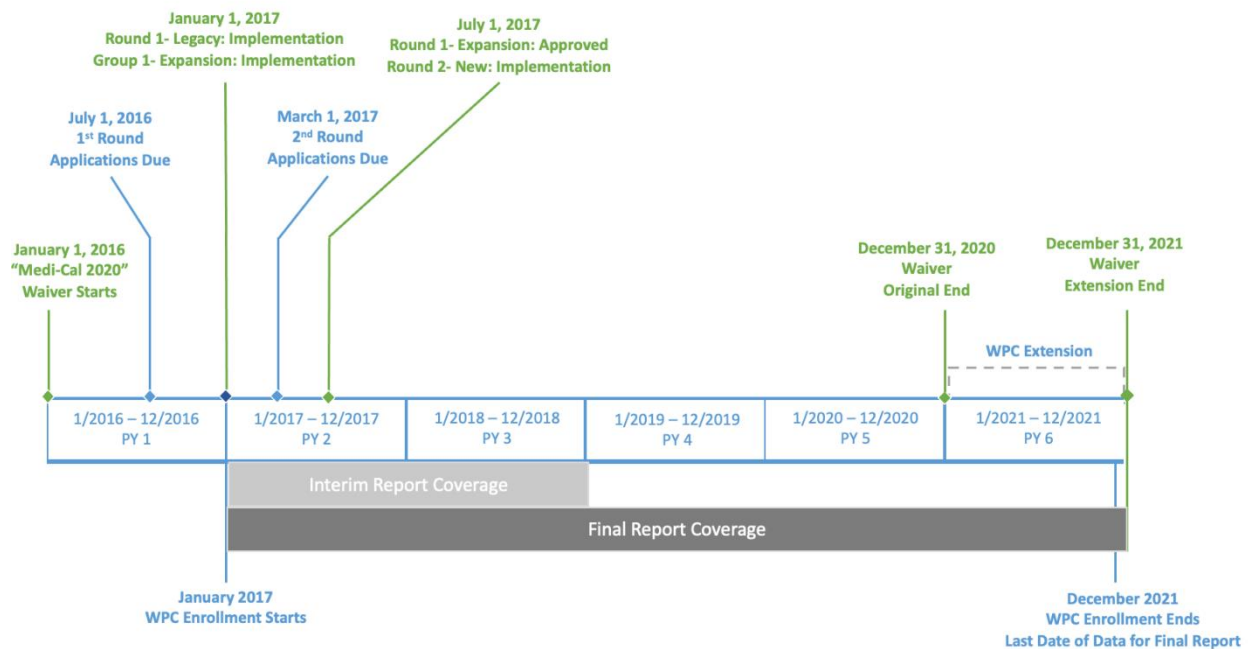 January 1, 2017
Round 1- Legacy: Implementation
Group 1- Expansion: Implementation
July 1, 2017
Round 1- Expansion: Approved
Round 2- New: Implementation
July 1, 2016
1st Round
Applications Due
March 1, 2017
2nd Round
Applications Due
January 1, 2016
“Medi-Cal 2020”
Waiver Starts
December 31, 2020
Waiver
Original End
December 31, 2021
Waiver
Extension End
WPC Extension
1/2016 – 12/2016
PY 1
1/2017 – 12/2017
PY 2
1/2018 – 12/2018
PY 3
1/2019 – 12/2019
PY 4
1/2020 – 12/2020
PY 5
1/2021 – 12/2021
PY 6
Interim Report Coverage
Final Report Coverage
January 2017
WPC Enrollment Starts
December 2021
WPC Enrollment Ends
Last Date of Data for Final Report